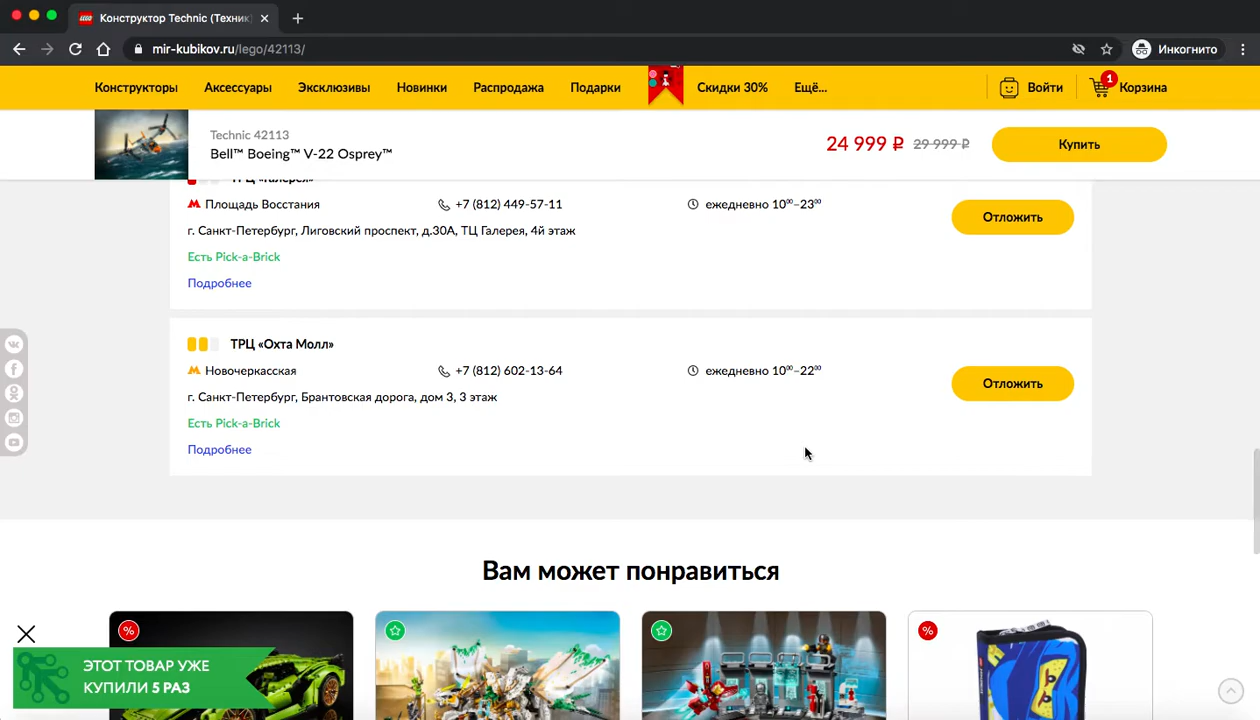 Конструктор Technic (Техник
mir-kubikov.ru/lego/42113/
Инкогнито
Конструкторы
Аксессуары
Эксклюзивы
Новинки
Распродажа
Подарки
Скидки 30%
Ещё...
Войти
1
Корзина
Technic 42113
Bell™ Boeing™ V-22 Osprey™
24 999 ₽ 29 999 ₽
Купить
ТРЦ «Галерея»
Площадь Восстания
+7 (812) 449-57-11
ежедневно 10⁰⁰–23⁰⁰
Отложить
г. Санкт-Петербург, Лиговский проспект, д.30А, ТЦ Галерея, 4й этаж
Есть Pick-a-Brick
Подробнее
ТРЦ «Охта Молл»
Новочеркасская
+7 (812) 602-13-64
ежедневно 10⁰⁰–22⁰⁰
Отложить
г. Санкт-Петербург, Брантовская дорога, дом 3, 3 этаж
Есть Pick-a-Brick
Подробнее
Вам может понравиться
%
%
ЭТОТ ТОВАР УЖЕ
КУПИЛИ 5 РАЗ